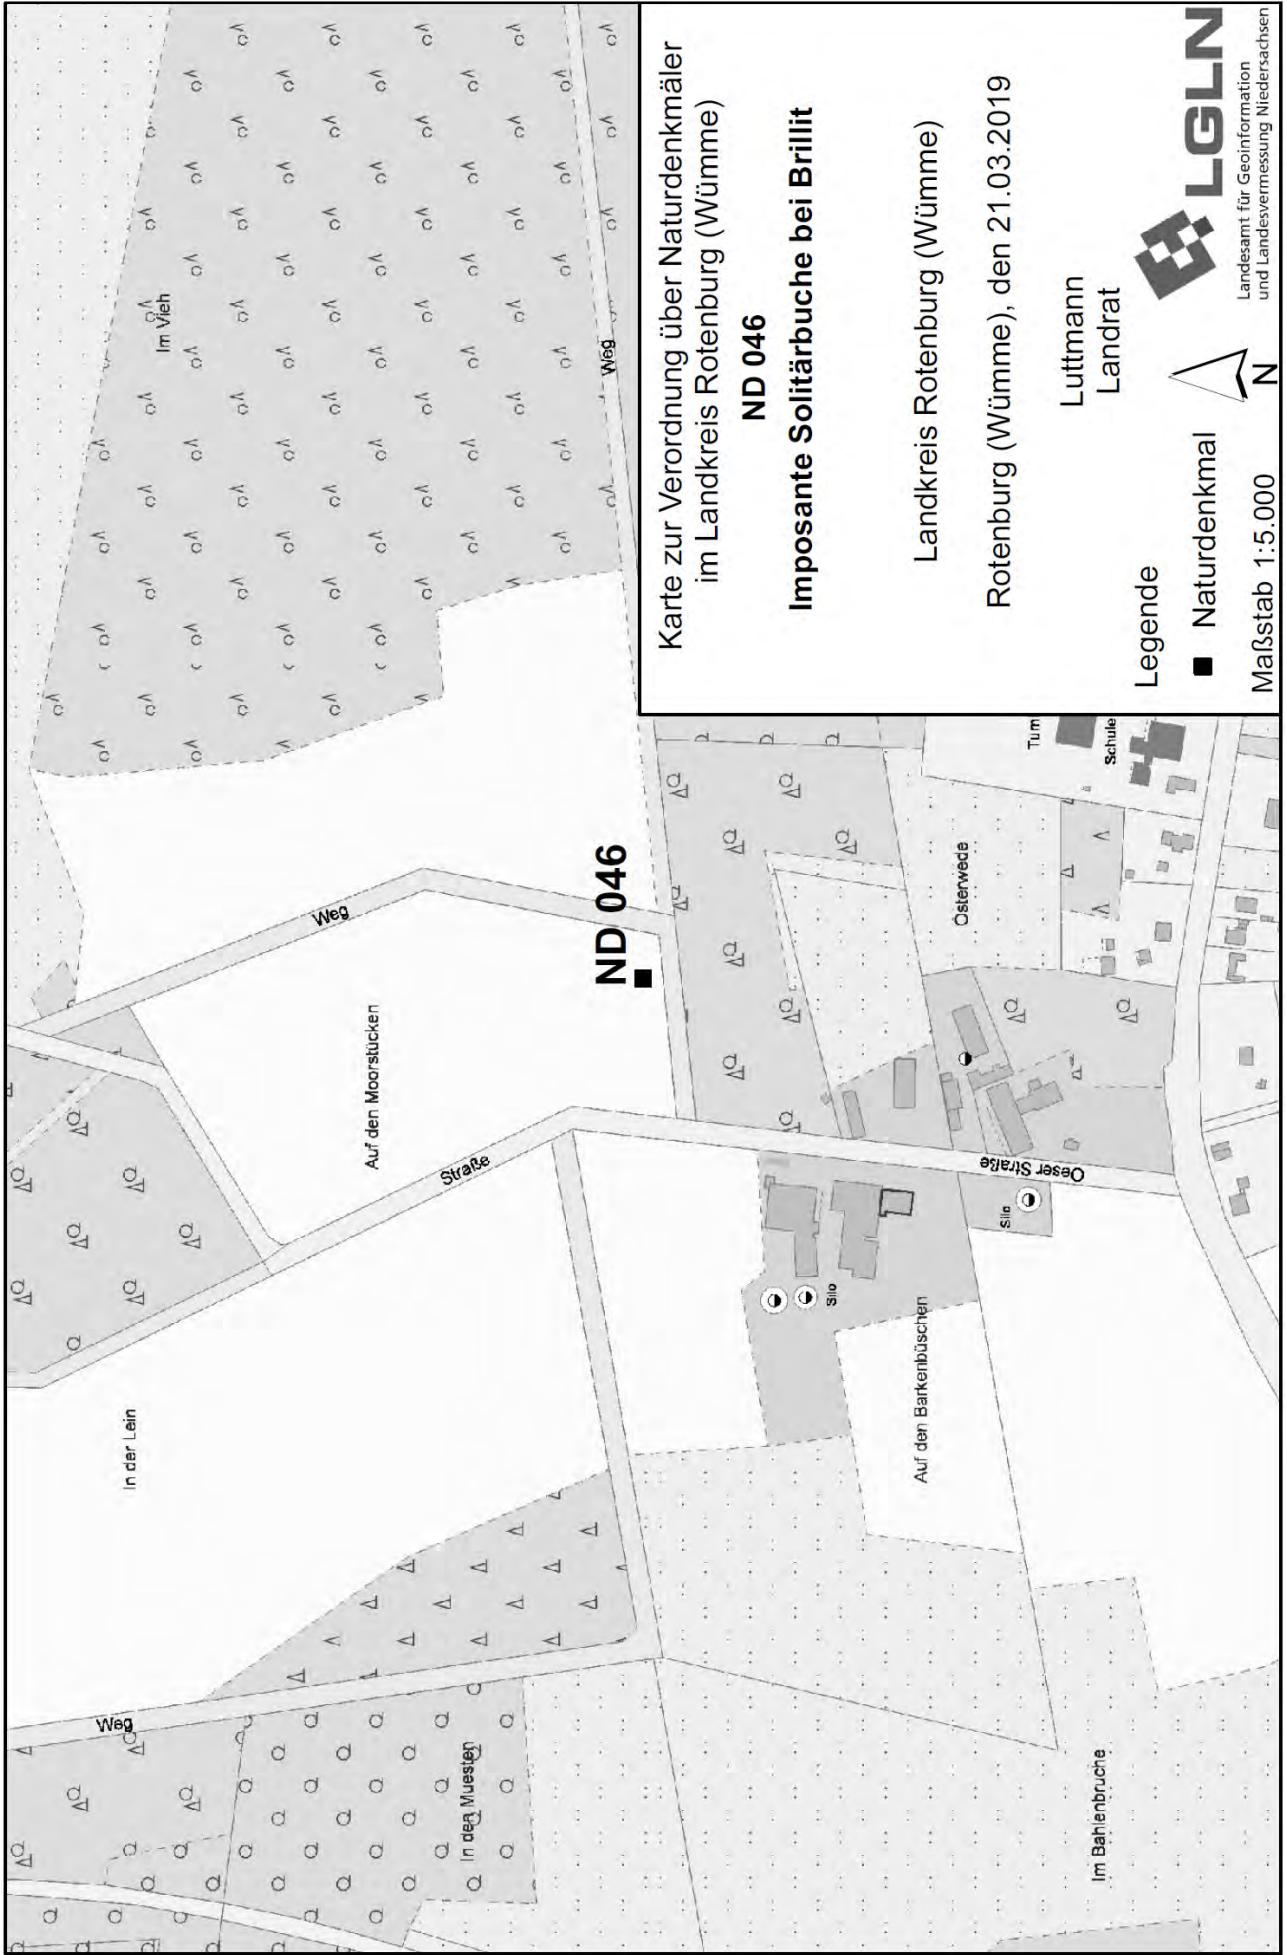 Weg
In der Lein
Im Vieh
Weg
Auf den Moorstücken
Straße
In den Muesten
Weg
ND 046
Silo
Auf den Barkenbüschen
Osterwede
Silo
Oeser Straße
Turn
Im Bahlenbruche
Schule
Karte zur Verordnung über Naturdenkmäler
im Landkreis Rotenburg (Wümme)
ND 046
Imposante Solitärbuche bei Brillit
Landkreis Rotenburg (Wümme)
Rotenburg (Wümme), den 21.03.2019
Luttmann
Landrat
Legende
Naturdenkmal
Maßstab 1:5.000
N
LGLN
Landesamt für Geoinformation
und Landesvermessung Niedersachsen